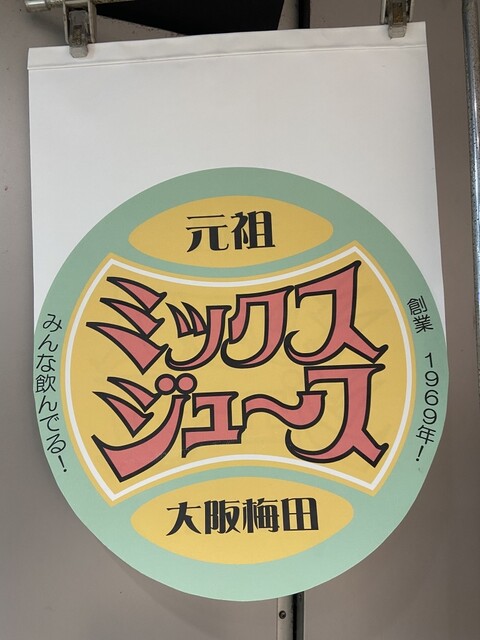 元祖
ミックス
ジュ〜ス
大阪梅田
みんな飲んでる！
創業 1969年！